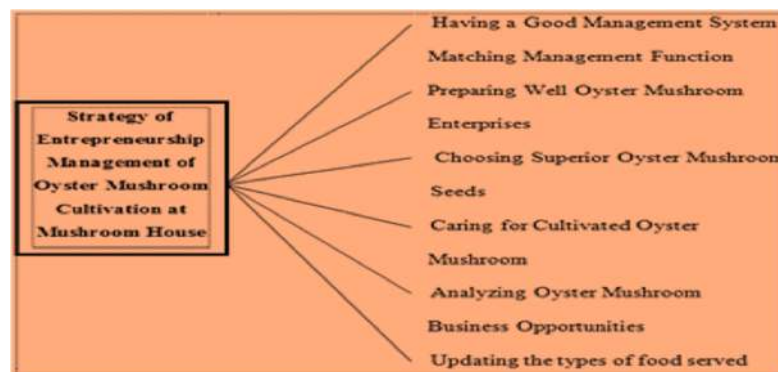 Strategy of
Entrepreneurship
Management of
Oyster Mushroom
Cultivation at
Mushroom House
Having a Good Management System
Matching Management Function
Preparing Well Oyster Mushroom
Enterprises
Choosing Superior Oyster Mushroom
Seeds
Caring for Cultivated Oyster
Mushroom
Analyzing Oyster Mushroom
Business Opportunities
Updating the types of food served